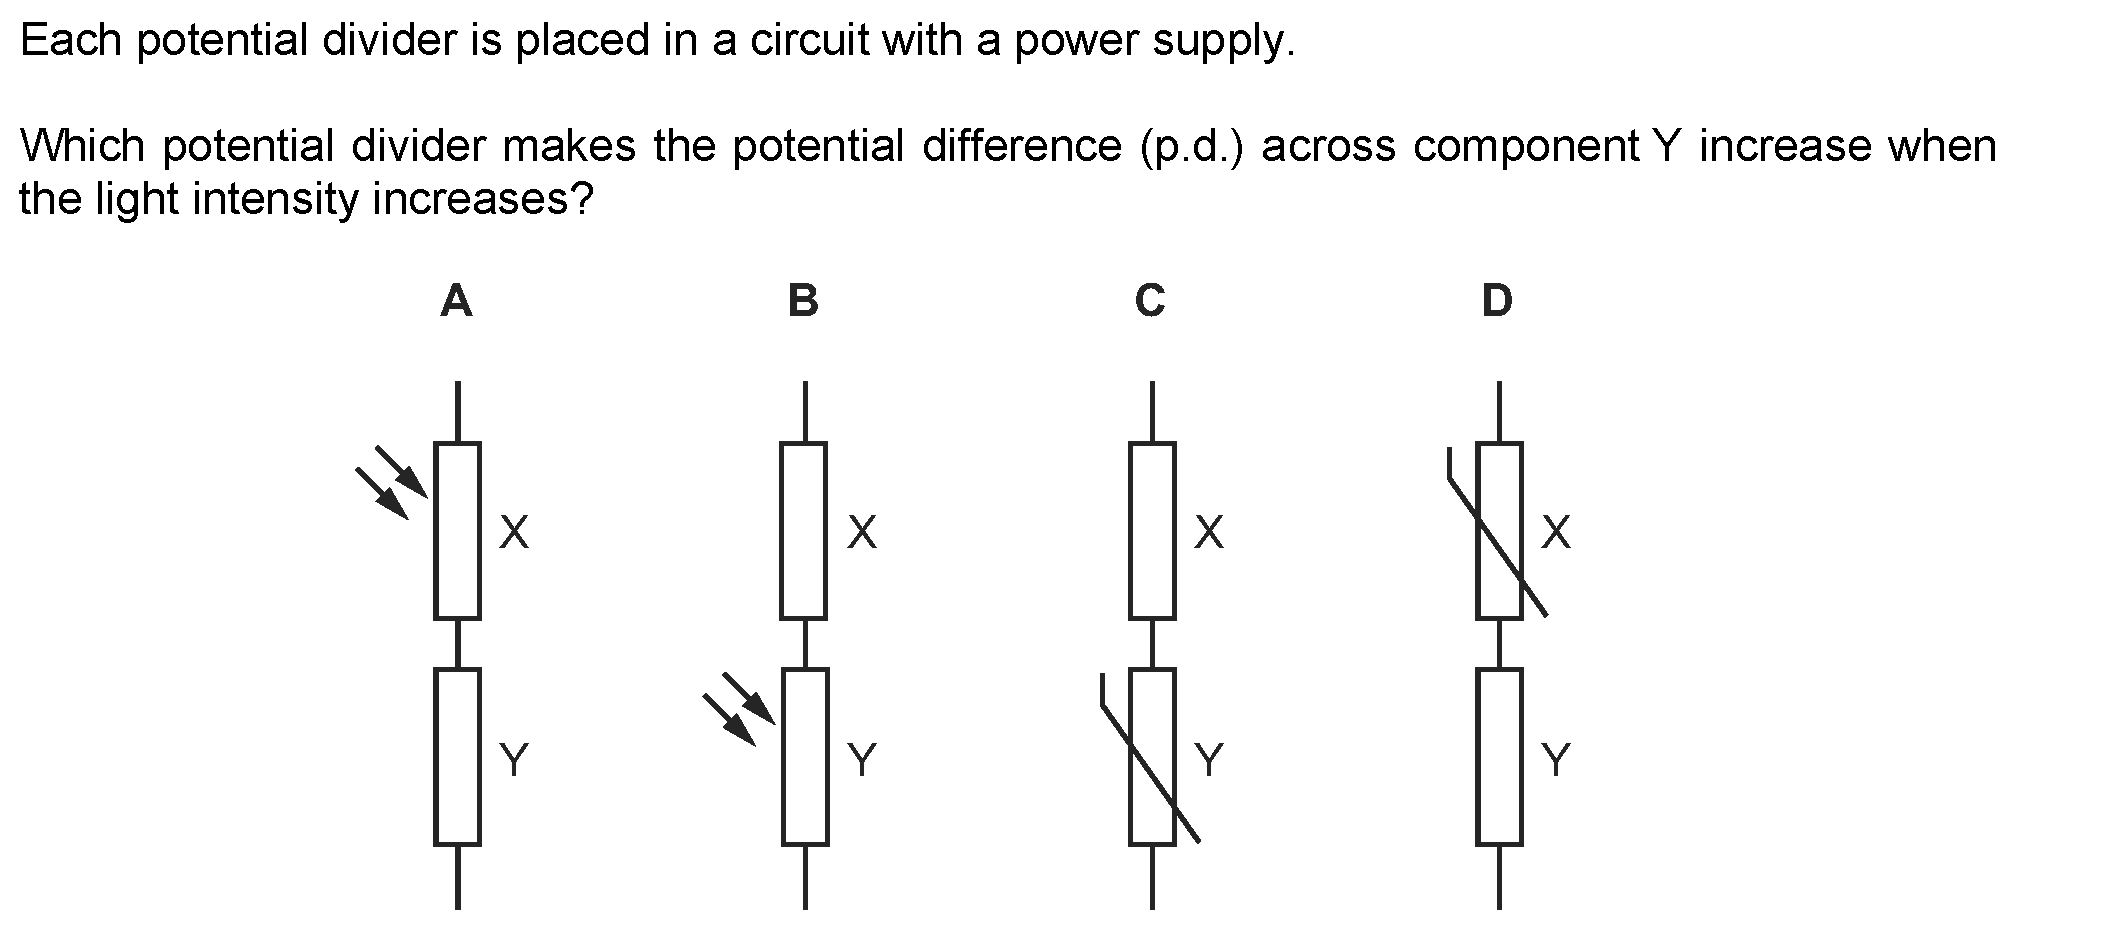 Each potential divider is placed in a circuit with a power supply.
Which potential divider makes the potential difference (p.d.) across component Y increase when
the light intensity increases?
A B C D
X X X X
Y Y Y Y